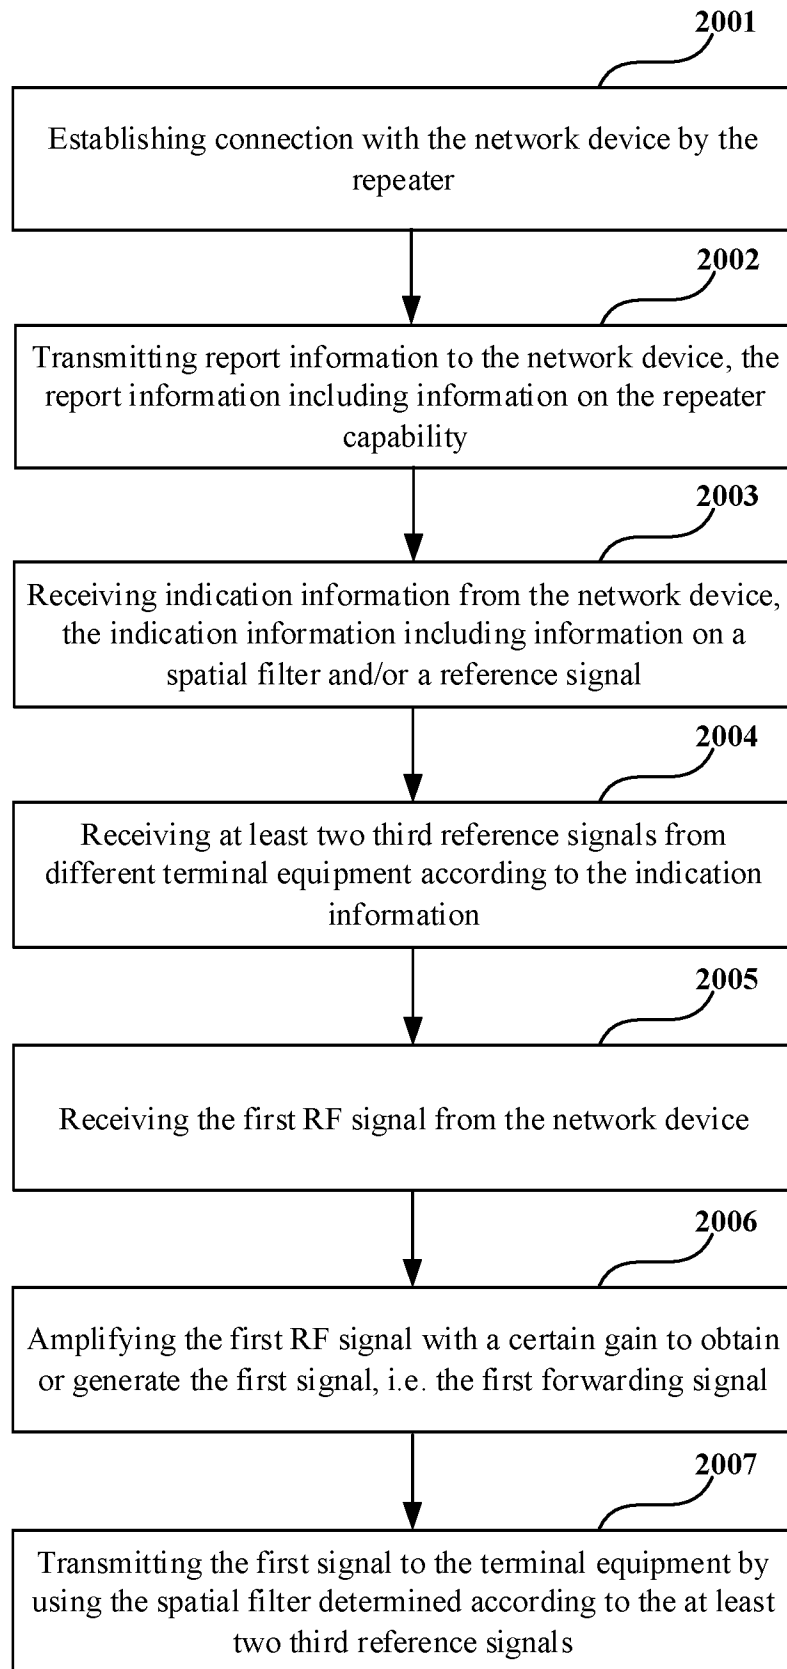 2001
Establishing connection with the network device by the
repeater
2002
Transmitting report information to the network device, the
report information including information on the repeater
capability
2003
Receiving indication information from the network device,
the indication information including information on a
spatial filter and/or a reference signal
2004
Receiving at least two third reference signals from
different terminal equipment according to the indication
information
2005
Receiving the first RF signal from the network device
2006
Amplifying the first RF signal with a certain gain to obtain
or generate the first signal, i.e. the first forwarding signal
2007
Transmitting the first signal to the terminal equipment by
using the spatial filter determined according to the at least
two third reference signals